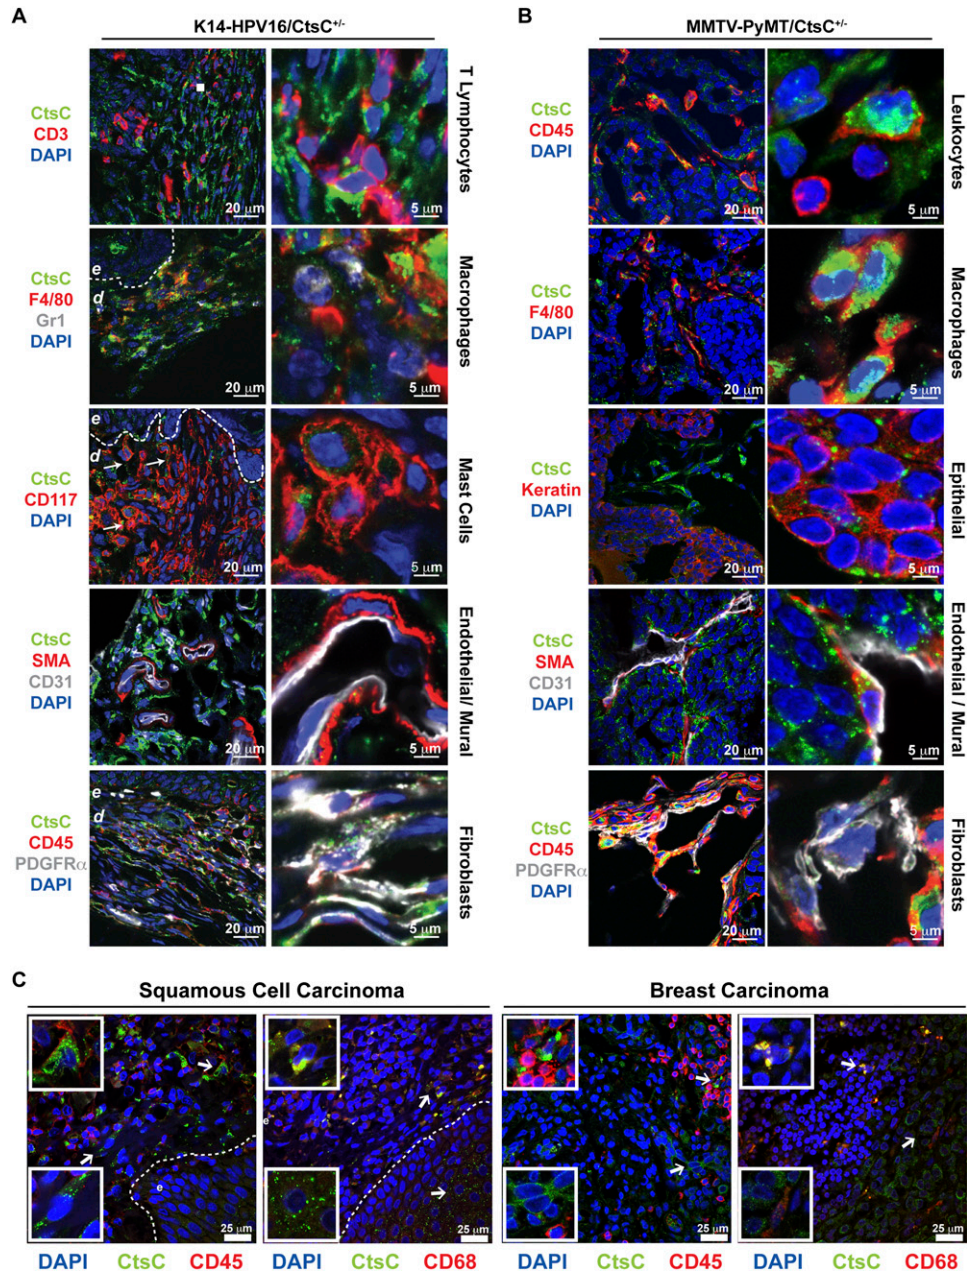 A
K14-HPV16/CtsC+/-
CtsC
CD3
DAPI
20 µm
5 µm
T Lymphocytes
CtsC
F4/80
Gr1
DAPI
e
d
20 µm
5 µm
Macrophages
CtsC
CD117
DAPI
e
d
20 µm
5 µm
Mast Cells
CtsC
SMA
CD31
DAPI
20 µm
5 µm
Endothelial/ Mural
CtsC
CD45
PDGFRα
DAPI
e
d
20 µm
5 µm
Fibroblasts
B
MMTV-PyMT/CtsC+/-
CtsC
CD45
DAPI
20 µm
5 µm
Leukocytes
CtsC
F4/80
DAPI
20 µm
5 µm
Macrophages
CtsC
Keratin
DAPI
20 µm
5 µm
Epithelial
CtsC
SMA
CD31
DAPI
20 µm
5 µm
Endothelial / Mural
CtsC
CD45
PDGFRα
DAPI
20 µm
5 µm
Fibroblasts
C
Squamous Cell Carcinoma
Breast Carcinoma
e
25 µm
e
25 µm
25 µm
25 µm
DAPI CtsC CD45 DAPI CtsC CD68 DAPI CtsC CD45 DAPI CtsC CD68